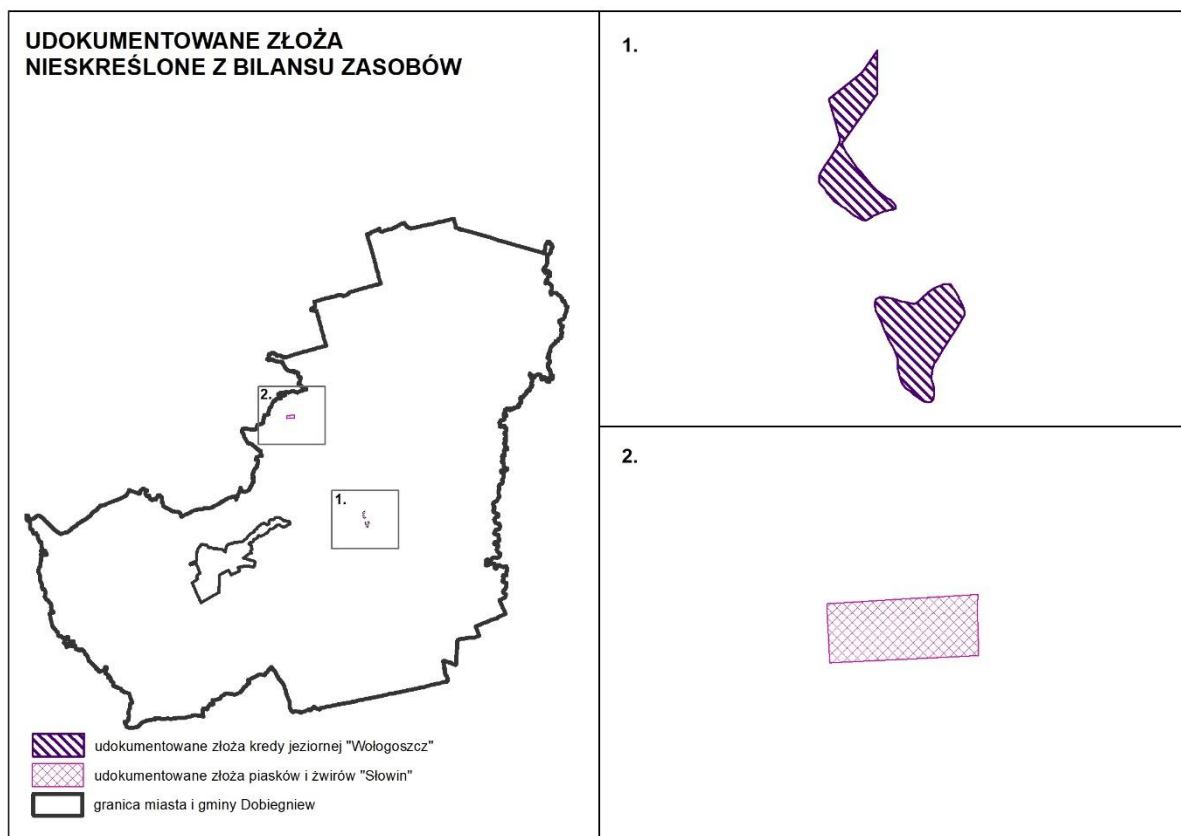 UDOKUMENTOWANE ZŁOŻA
NIESKREŚLONE Z BILANSU ZASOBÓW
2.
1.
udokumentowane złoża kredy jeziornej "Wołogoszcz"
udokumentowane złoża piasków i żwirów "Słowin"
granica miasta i gminy Dobiegniew
1.
2.